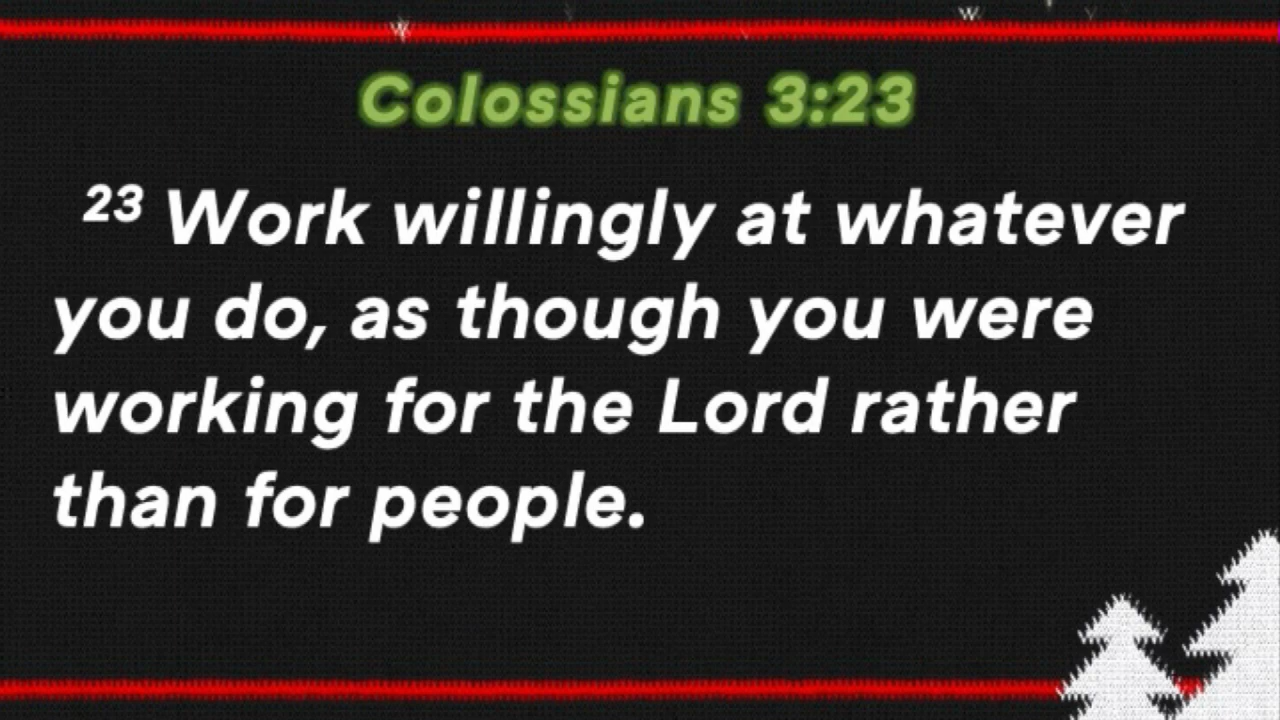 Colossians 3:23
23 Work willingly at whatever
you do, as though you were
working for the Lord rather
than for people.